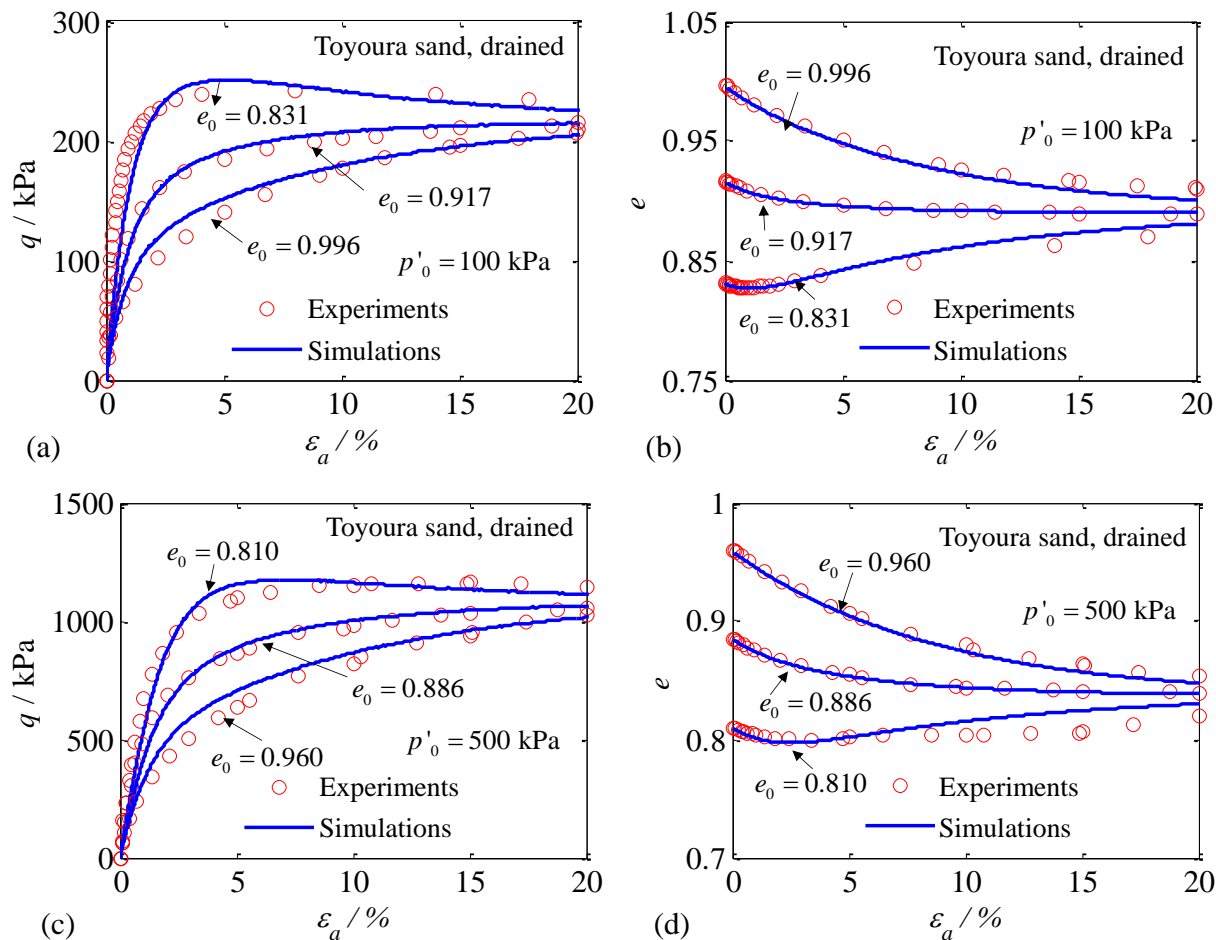 300
200
100
0
q / kPa
Toyoura sand, drained
e₀ = 0.831
e₀ = 0.917
e₀ = 0.996
p'₀ = 100 kPa
Experiments
Simulations
0 5 10 15 20
εₐ / %
(a)
1.05
0.95
0.85
0.75
e
Toyoura sand, drained
e₀ = 0.996
p'₀ = 100 kPa
e₀ = 0.917
e₀ = 0.831
Experiments
Simulations
0 5 10 15 20
εₐ / %
(b)
1500
1000
500
0
q / kPa
Toyoura sand, drained
e₀ = 0.810
e₀ = 0.886
e₀ = 0.960
p'₀ = 500 kPa
Experiments
Simulations
0 5 10 15 20
εₐ / %
(c)
1
0.9
0.8
0.7
e
Toyoura sand, drained
e₀ = 0.960
p'₀ = 500 kPa
e₀ = 0.886
e₀ = 0.810
Experiments
Simulations
0 5 10 15 20
εₐ / %
(d)